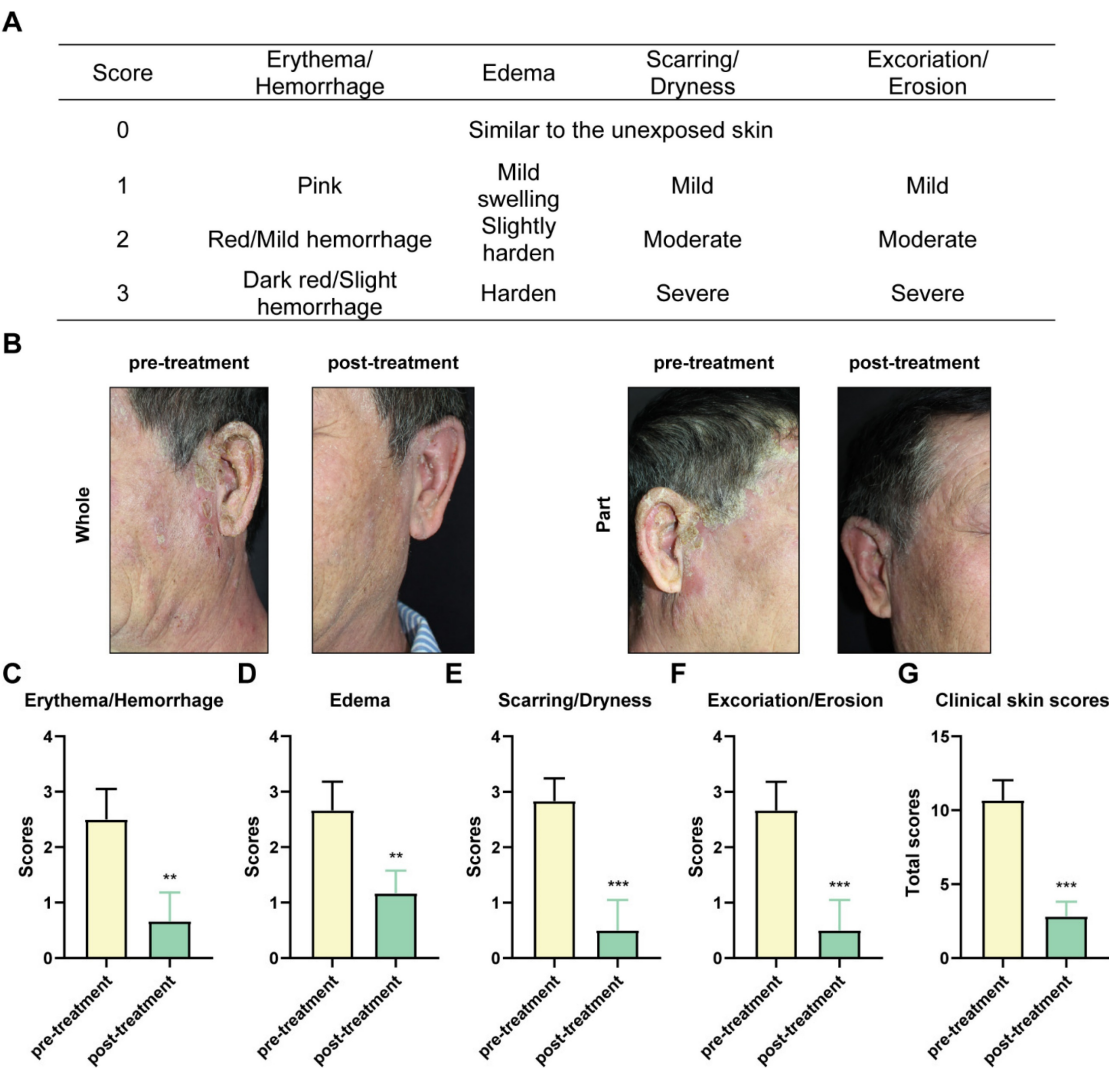 A
Score Erythema/ Hemorrhage Edema Scarring/ Dryness Excoriation/ Erosion
0 Similar to the unexposed skin
1 Pink Mild swelling Mild Mild
2 Red/Mild hemorrhage Slightly harden Moderate Moderate
3 Dark red/Slight hemorrhage Harden Severe Severe
B
pre-treatment post-treatment pre-treatment post-treatment
Whole
Part
C
Erythema/Hemorrhage
Scores
4
3
2
1
0
**
pre-treatment
post-treatment
D
Edema
Scores
4
3
2
1
0
**
pre-treatment
post-treatment
E
Scarring/Dryness
Scores
4
3
2
1
0
***
pre-treatment
post-treatment
F
Excoriation/Erosion
Scores
4
3
2
1
0
***
pre-treatment
post-treatment
G
Clinical skin scores
Total scores
15
10
5
0
***
pre-treatment
post-treatment